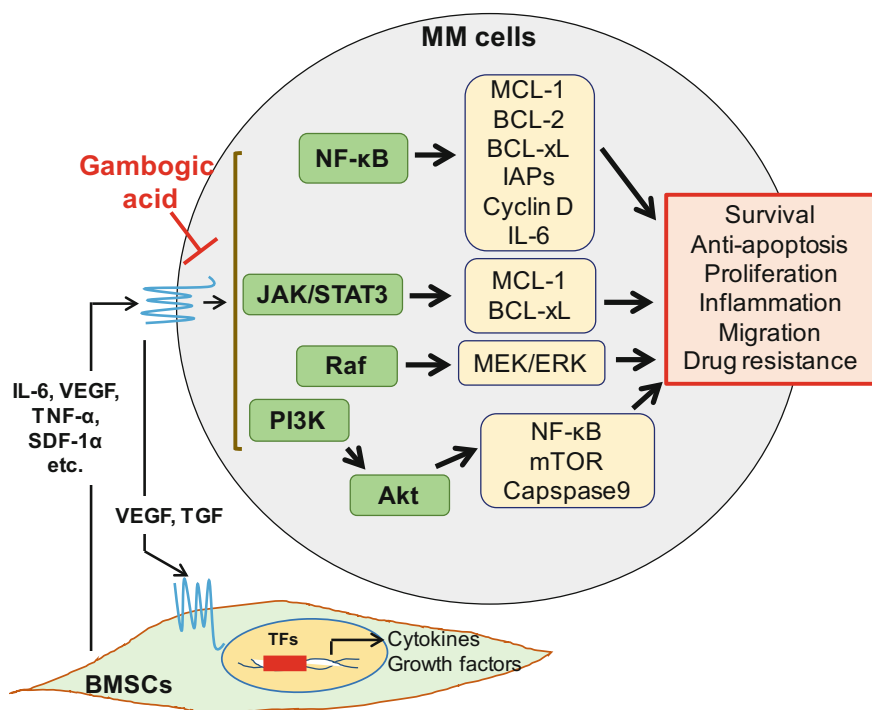 MM cells
MCL-1
BCL-2
BCL-xL
IAPs
Cyclin D
IL-6
NF-κB
Gambogic
acid
Survival
Anti-apoptosis
Proliferation
Inflammation
Migration
Drug resistance
JAK/STAT3
MCL-1
BCL-xL
Raf
MEK/ERK
PI3K
Akt
NF-κB
mTOR
Capspase9
IL-6, VEGF,
TNF-α,
SDF-1α
etc.
VEGF, TGF
TFs
Cytokines
Growth factors
BMSCs